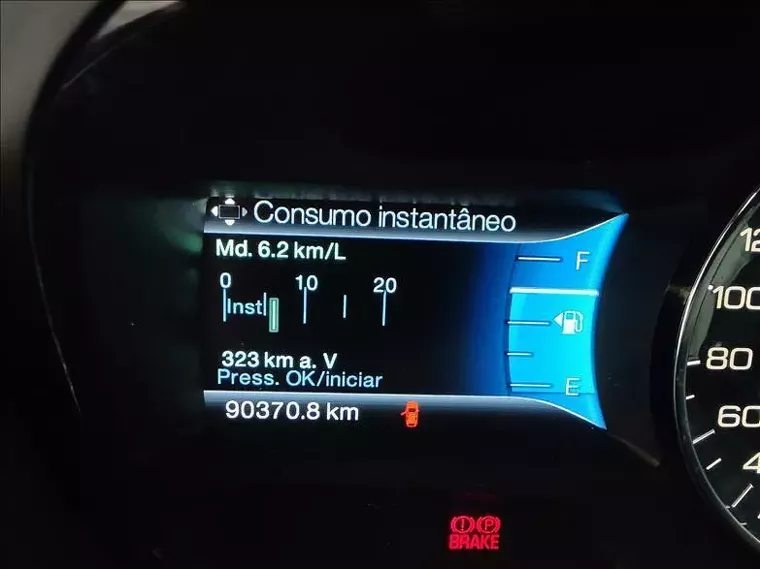 Consumo instantâneo
Md. 6.2 km/L
F
0 10 20
Inst
323 km a. V
Press. OK/iniciar
E
90370.8 km
100
80
60
BRAKE